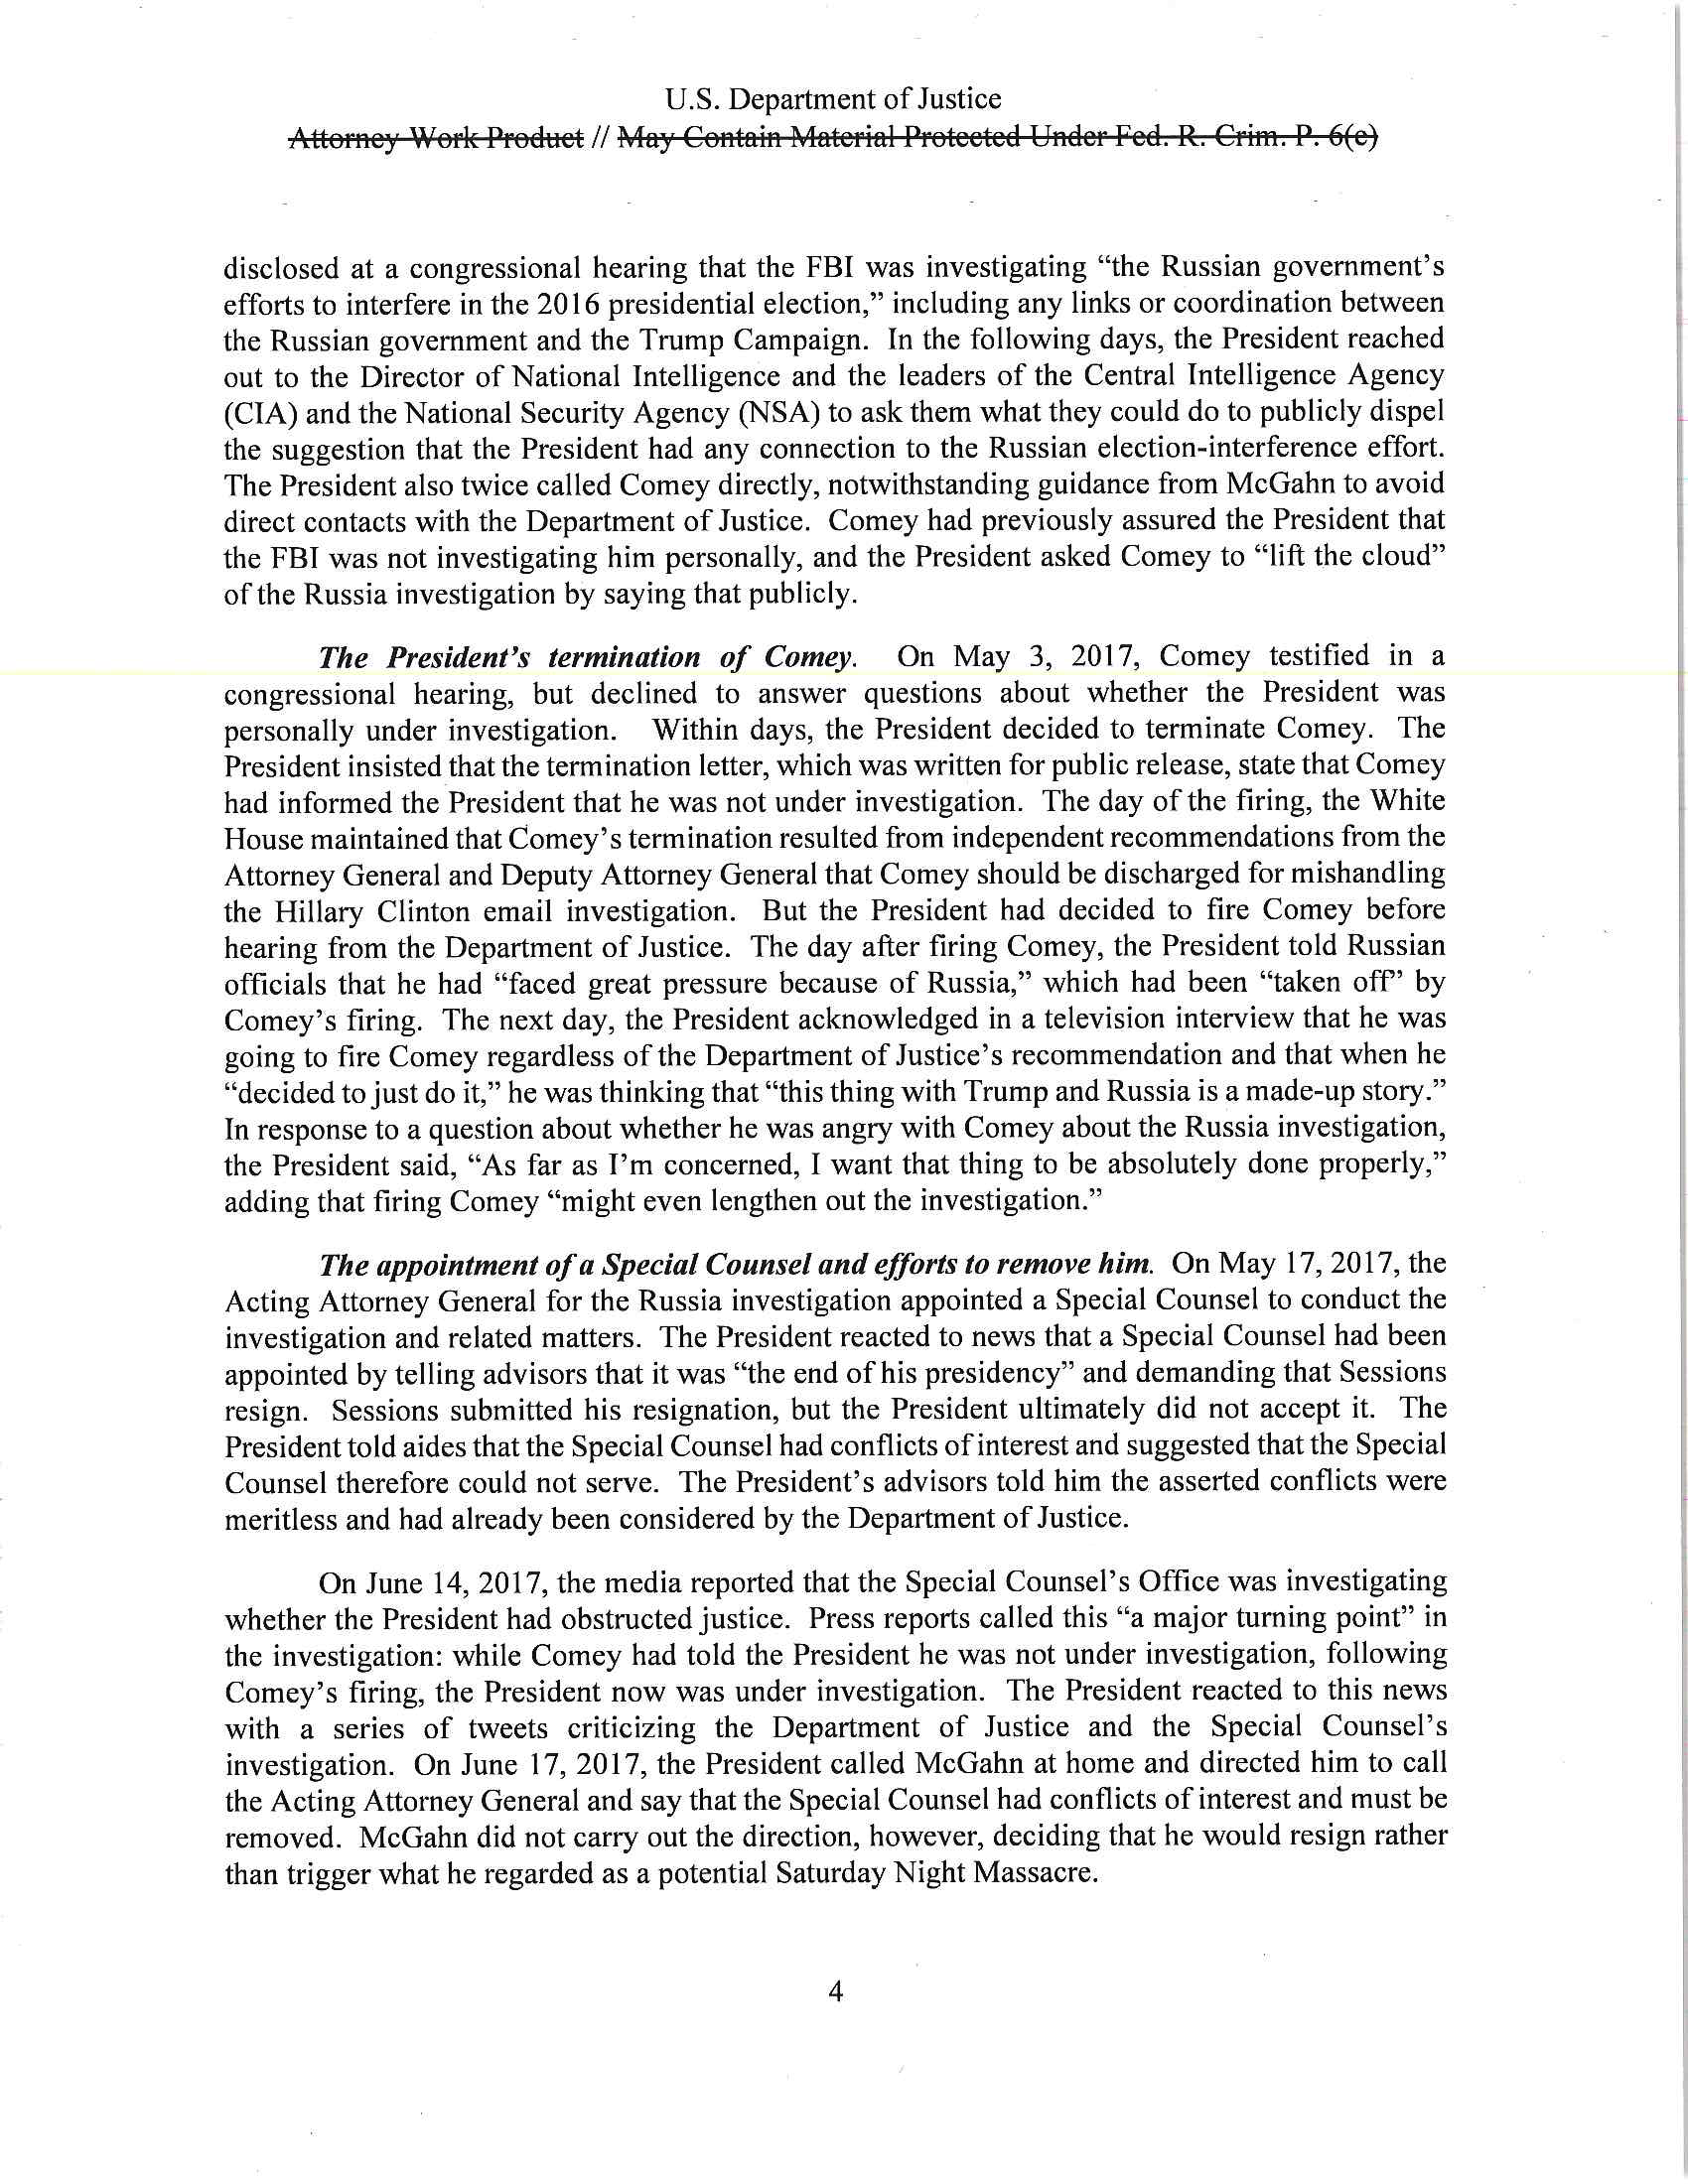 U.S. Department of Justice
Attorney Work Product // May Contain Material Protected Under Fed. R. Crim. P. 6(e)
disclosed at a congressional hearing that the FBI was investigating “the Russian government’s
efforts to interfere in the 2016 presidential election,” including any links or coordination between
the Russian government and the Trump Campaign. In the following days, the President reached
out to the Director of National Intelligence and the leaders of the Central Intelligence Agency
(CIA) and the National Security Agency (NSA) to ask them what they could do to publicly dispel
the suggestion that the President had any connection to the Russian election-interference effort.
The President also twice called Comey directly, notwithstanding guidance from McGahn to avoid
direct contacts with the Department of Justice. Comey had previously assured the President that
the FBI was not investigating him personally, and the President asked Comey to “lift the cloud”
of the Russia investigation by saying that publicly.
The President’s termination of Comey. On May 3, 2017, Comey testified in a
congressional hearing, but declined to answer questions about whether the President was
personally under investigation. Within days, the President decided to terminate Comey. The
President insisted that the termination letter, which was written for public release, state that Comey
had informed the President that he was not under investigation. The day of the firing, the White
House maintained that Comey’s termination resulted from independent recommendations from the
Attorney General and Deputy Attorney General that Comey should be discharged for mishandling
the Hillary Clinton email investigation. But the President had decided to fire Comey before
hearing from the Department of Justice. The day after firing Comey, the President told Russian
officials that he had “faced great pressure because of Russia,” which had been “taken off” by
Comey’s firing. The next day, the President acknowledged in a television interview that he was
going to fire Comey regardless of the Department of Justice’s recommendation and that when he
“decided to just do it,” he was thinking that “this thing with Trump and Russia is a made-up story.”
In response to a question about whether he was angry with Comey about the Russia investigation,
the President said, “As far as I’m concerned, I want that thing to be absolutely done properly,”
adding that firing Comey “might even lengthen out the investigation.”
The appointment of a Special Counsel and efforts to remove him. On May 17, 2017, the
Acting Attorney General for the Russia investigation appointed a Special Counsel to conduct the
investigation and related matters. The President reacted to news that a Special Counsel had been
appointed by telling advisors that it was “the end of his presidency” and demanding that Sessions
resign. Sessions submitted his resignation, but the President ultimately did not accept it. The
President told aides that the Special Counsel had conflicts of interest and suggested that the Special
Counsel therefore could not serve. The President’s advisors told him the asserted conflicts were
meritless and had already been considered by the Department of Justice.
On June 14, 2017, the media reported that the Special Counsel’s Office was investigating
whether the President had obstructed justice. Press reports called this “a major turning point” in
the investigation: while Comey had told the President he was not under investigation, following
Comey’s firing, the President now was under investigation. The President reacted to this news
with a series of tweets criticizing the Department of Justice and the Special Counsel’s
investigation. On June 17, 2017, the President called McGahn at home and directed him to call
the Acting Attorney General and say that the Special Counsel had conflicts of interest and must be
removed. McGahn did not carry out the direction, however, deciding that he would resign rather
than trigger what he regarded as a potential Saturday Night Massacre.
4